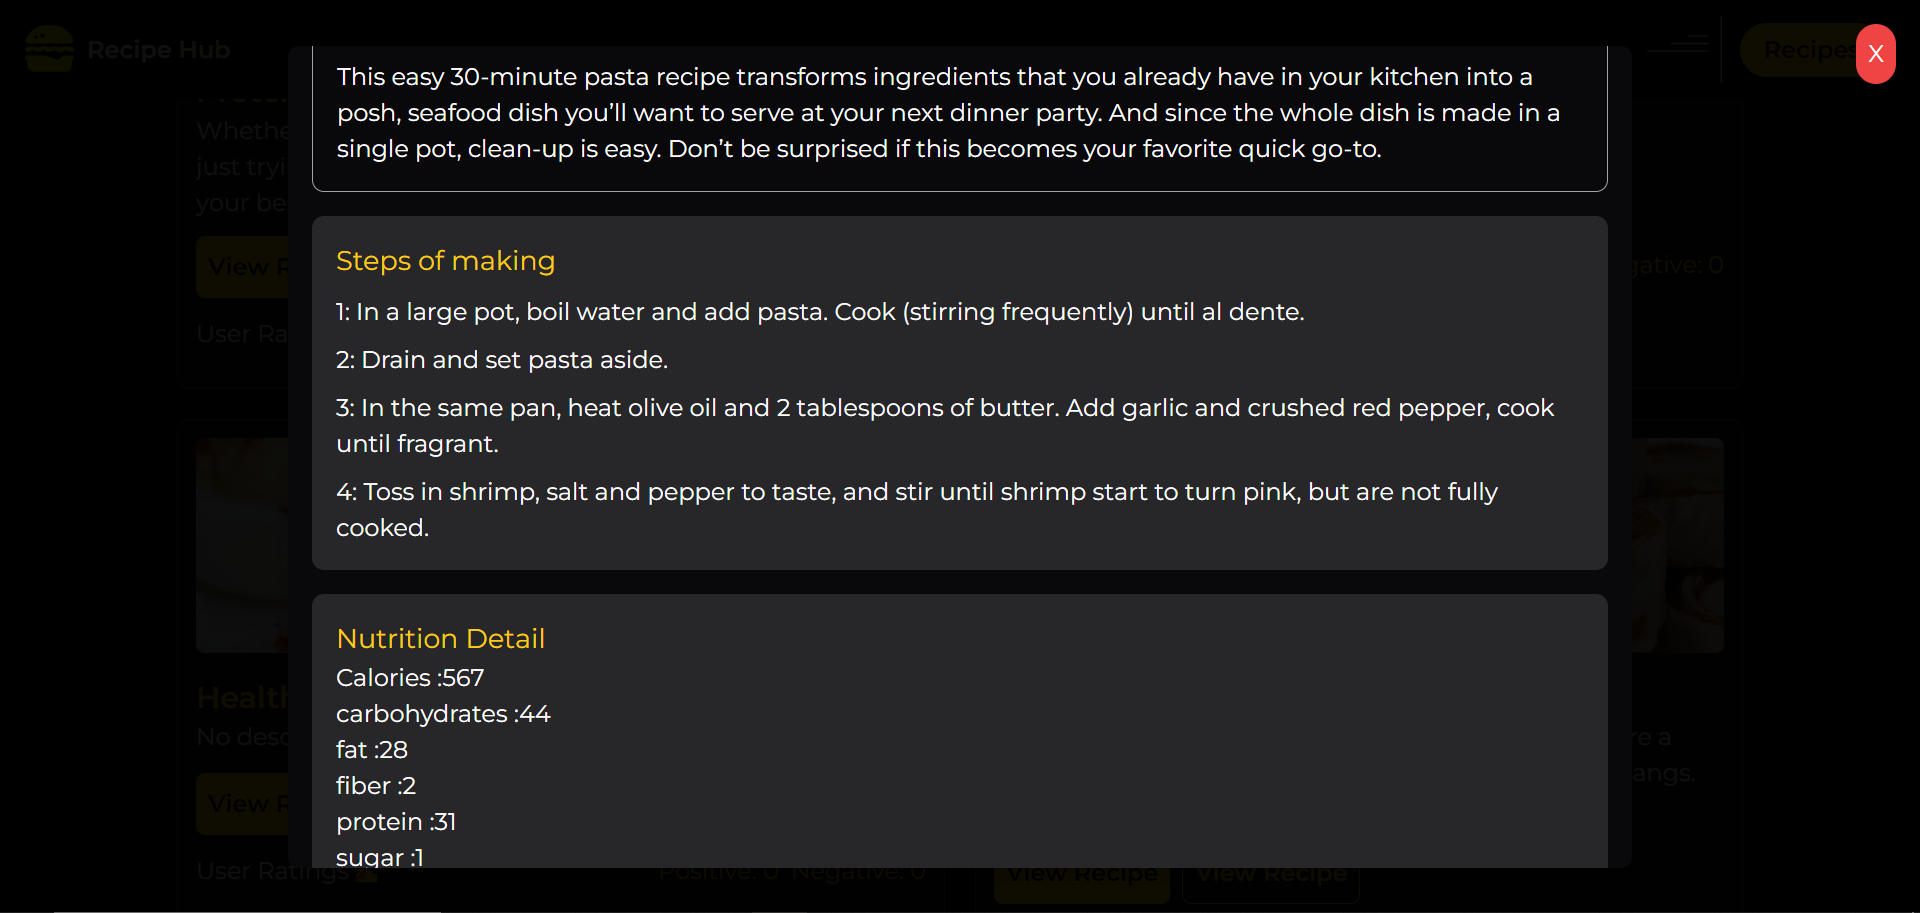 Recipe Hub
Recipes
X
This easy 30-minute pasta recipe transforms ingredients that you already have in your kitchen into a
posh, seafood dish you’ll want to serve at your next dinner party. And since the whole dish is made in a
single pot, clean-up is easy. Don’t be surprised if this becomes your favorite quick go-to.
Steps of making
1: In a large pot, boil water and add pasta. Cook (stirring frequently) until al dente.
2: Drain and set pasta aside.
3: In the same pan, heat olive oil and 2 tablespoons of butter. Add garlic and crushed red pepper, cook
until fragrant.
4: Toss in shrimp, salt and pepper to taste, and stir until shrimp start to turn pink, but are not fully
cooked.
Nutrition Detail
Calories :567
carbohydrates :44
fat :28
fiber :2
protein :31
sugar :1
just
your
View
User
No
View
User Ratings
Positive: 0 Negative: 0
View Recipe
View Recipe